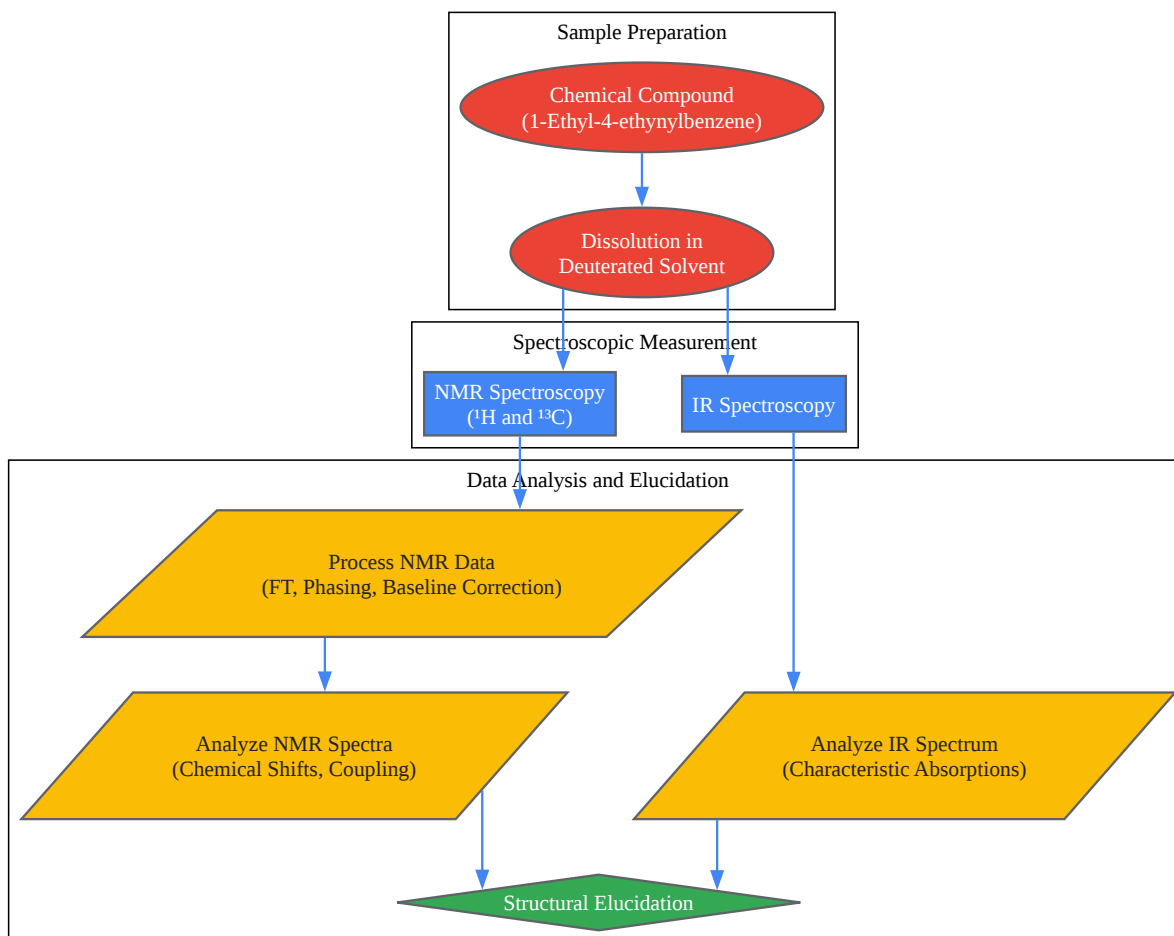 Sample Preparation
Chemical Compound
(1-Ethyl-4-ethynylbenzene)
Dissolution in
Deuterated Solvent
Spectroscopic Measurement
NMR Spectroscopy
(¹H and ¹³C)
IR Spectroscopy
Data Analysis and Elucidation
Process NMR Data
(FT, Phasing, Baseline Correction)
Analyze NMR Spectra
(Chemical Shifts, Coupling)
Analyze IR Spectrum
(Characteristic Absorptions)
Structural Elucidation